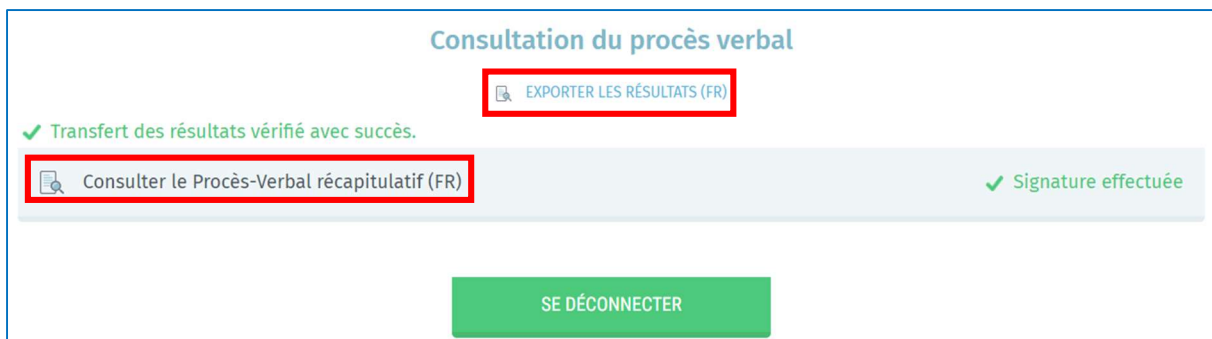 Consultation du procès verbal
EXPORTER LES RÉSULTATS (FR)
Transfert des résultats vérifié avec succès.
Consulter le Procès-Verbal récapitulatif (FR)
Signature effectuée
SE DÉCONNECTER